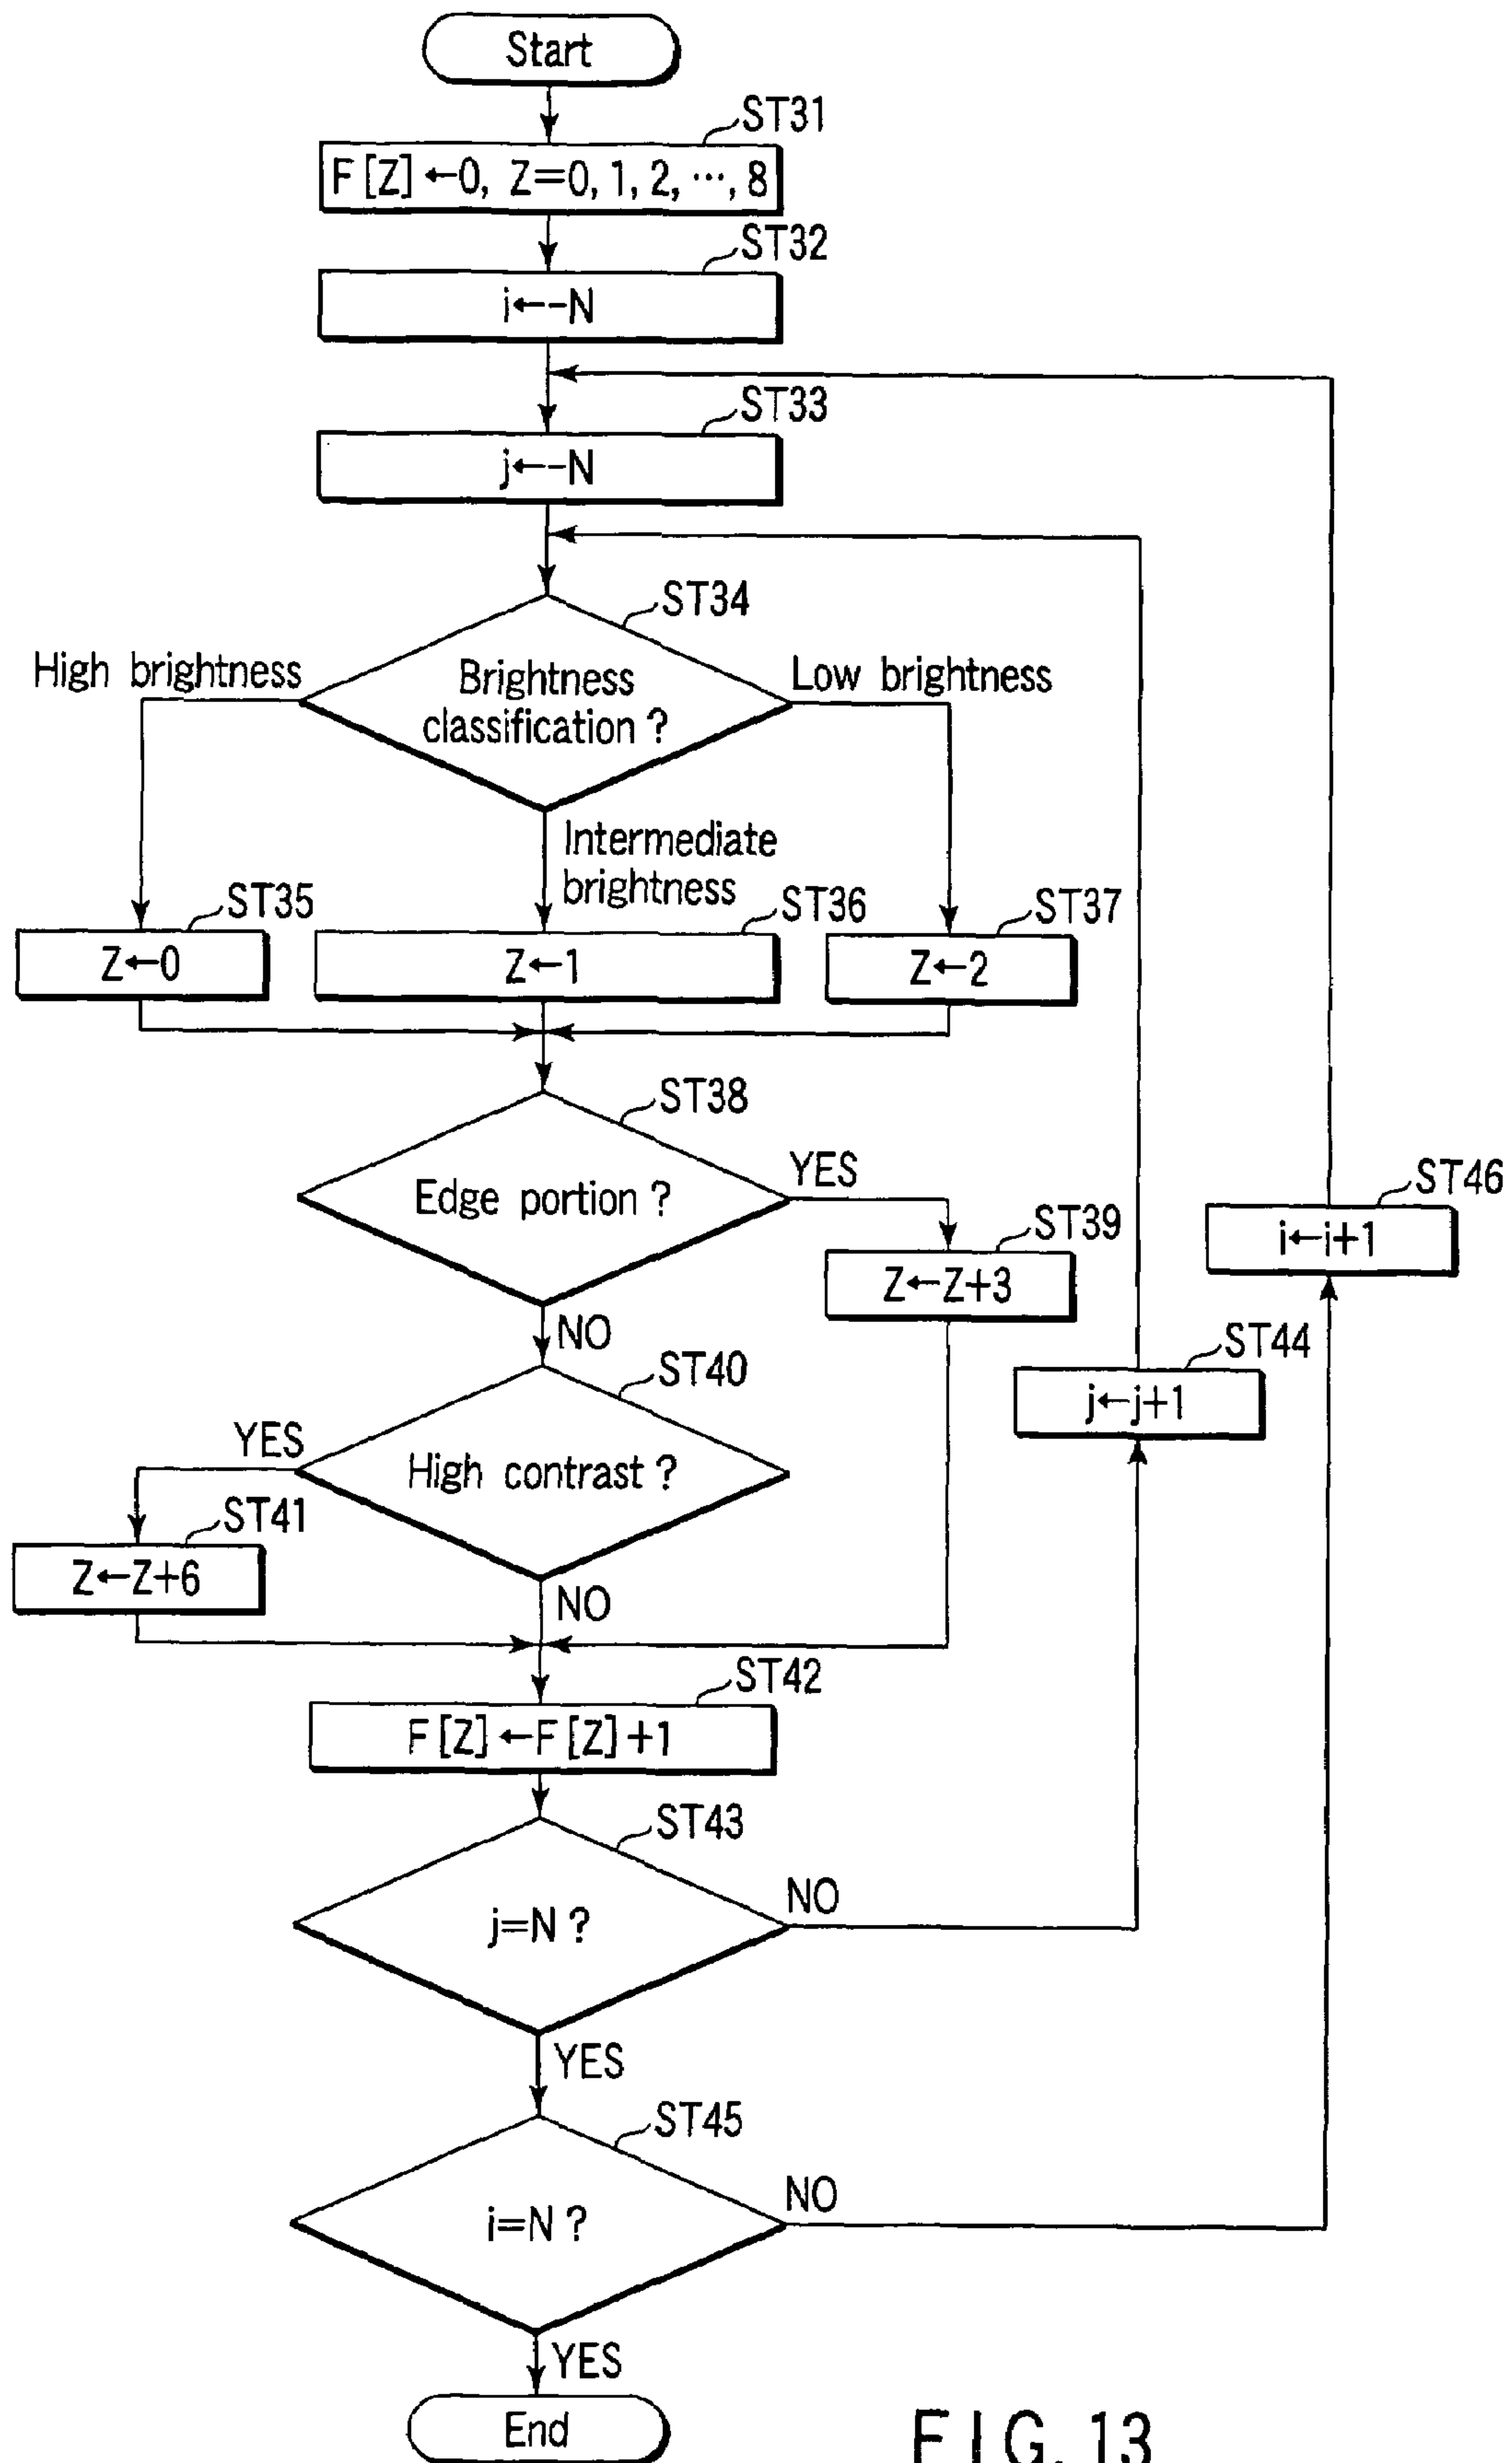 Start
ST31
F[Z]←0, Z=0, 1, 2, ⋯, 8
ST32
i←-N
ST33
j←-N
ST34
High brightness
Brightness
classification ?
Low brightness
Intermediate
brightness
ST35
Z←0
ST36
Z←1
ST37
Z←2
ST38
Edge portion ?
YES
ST39
Z←Z+3
NO
ST46
i←i+1
ST44
j←j+1
ST40
High contrast ?
YES
ST41
Z←Z+6
NO
ST42
F[Z]←F[Z]+1
ST43
j=N ?
NO
YES
ST45
i=N ?
NO
YES
End
FIG. 13